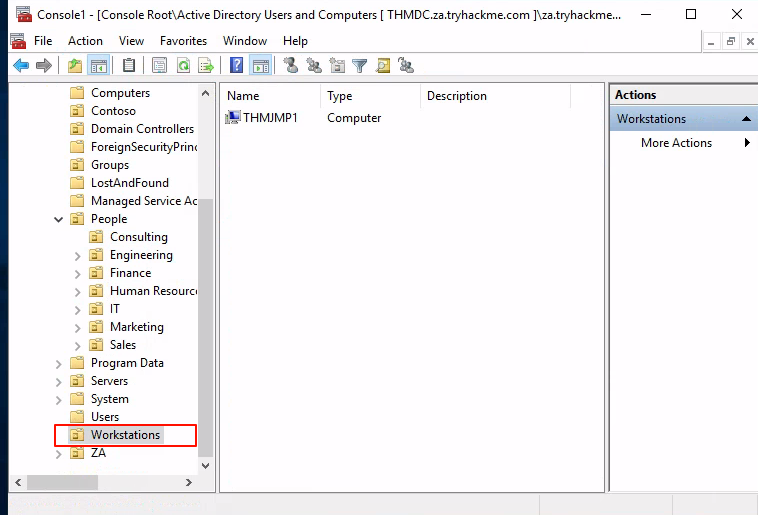 Console1 - [Console Root\Active Directory Users and Computers [ THMDC.za.tryhackme.com ]\za.tryhackme...
File Action View Favorites Window Help
Computers
Contoso
Domain Controllers
ForeignSecurityPrinc
Groups
LostAndFound
Managed Service Ac
People
Consulting
Engineering
Finance
Human Resource
IT
Marketing
Sales
Program Data
Servers
System
Users
Workstations
ZA
Name Type Description
THMJMP1 Computer
Actions
Workstations
More Actions